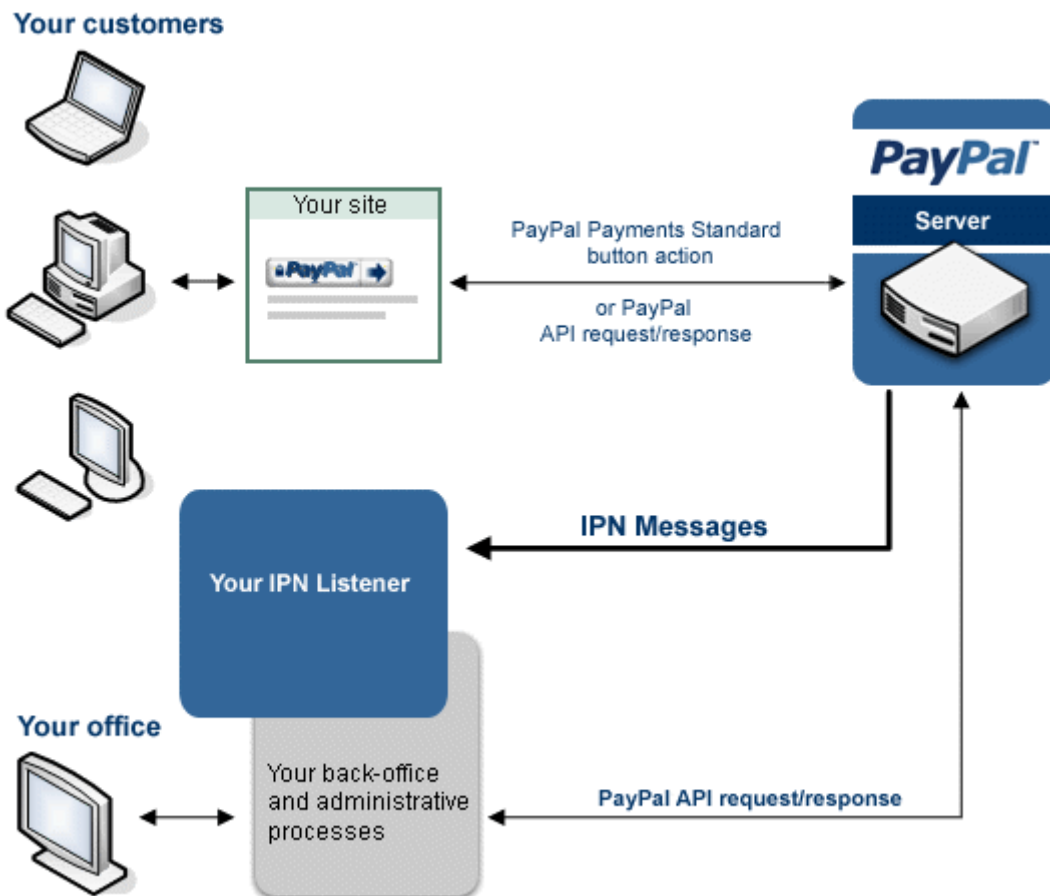 Your customers
PayPal™
Server
Your site
PayPal
PayPal Payments Standard
button action
or PayPal
API request/response
IPN Messages
Your IPN Listener
Your office
Your back-office
and administrative
processes
PayPal API request/response